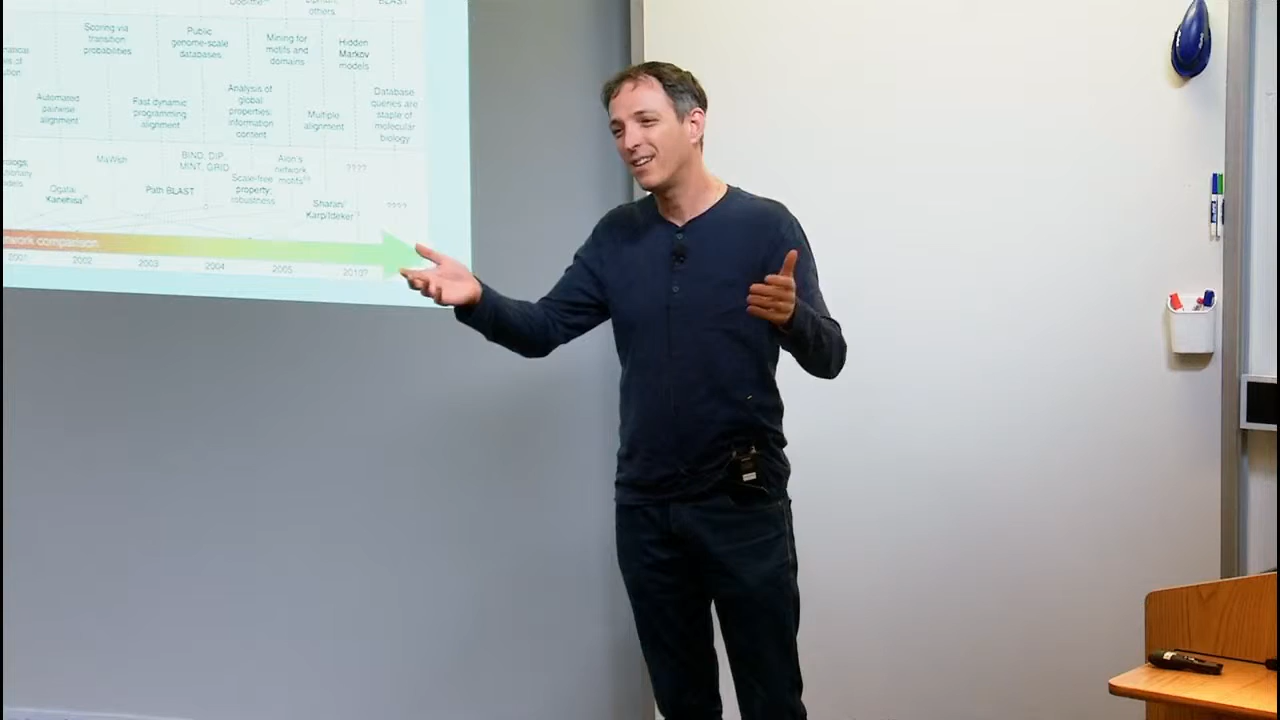 BLAST
Scoring via
transition
probabilities
Public
genome-scale
databases
Mining for
motifs and
domains
Hidden
Markov
models
Automated
pairwise
alignment
Fast dynamic
programming
alignment
Analysis of
global
properties;
information
content
Multiple
alignment
Database
queries are
staple of
molecular
biology
MaWish
BIND, DIP,
MINT, GRID
Alon's
network
motifs
????
Ogata/
Kanehisa
Path BLAST
Scale-free
property;
robustness
Sharan/
Karp/Ideker
????
network comparison
2001
2002
2003
2004
2005
2010?